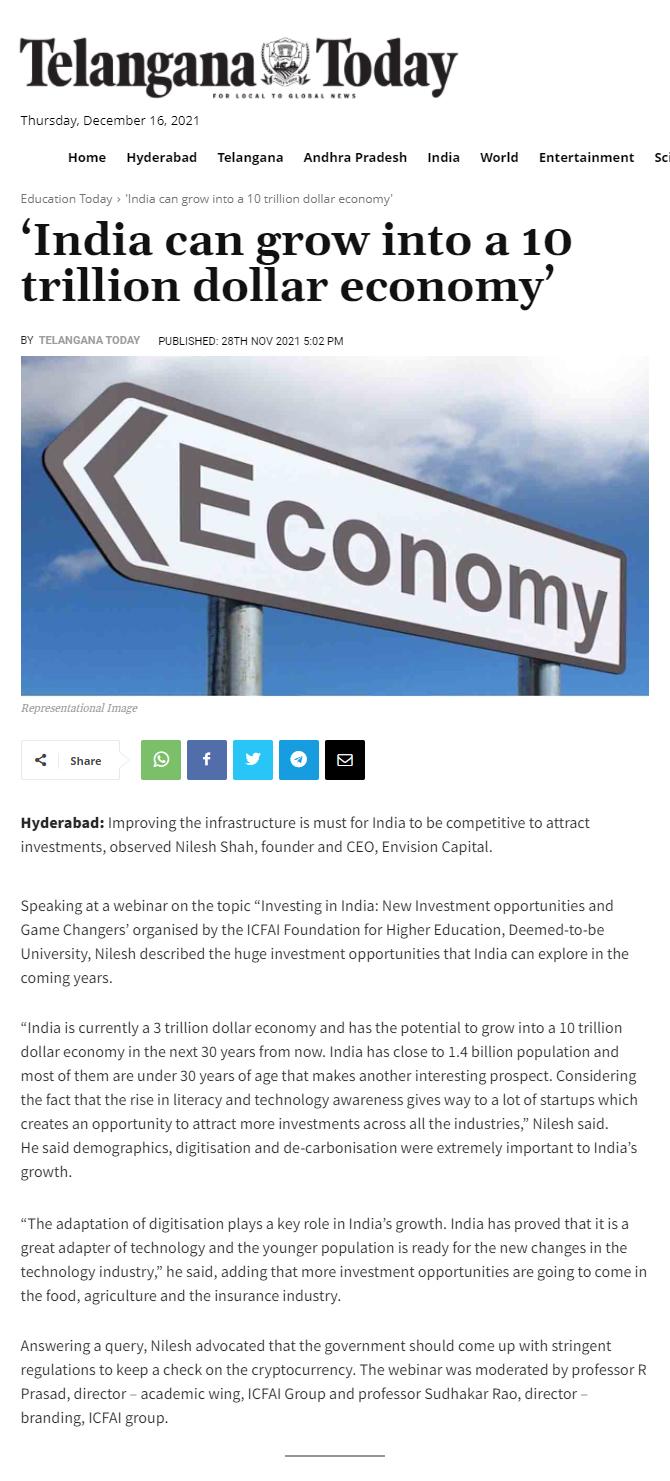 Telangana Today
FOR LOCAL TO GLOBAL NEWS
Thursday, December 16, 2021
Home Hyderabad Telangana Andhra Pradesh India World Entertainment Sci
Education Today › 'India can grow into a 10 trillion dollar economy'
‘India can grow into a 10
trillion dollar economy’
BY TELANGANA TODAY PUBLISHED: 28TH NOV 2021 5:02 PM
Economy
Representational Image
Share
Hyderabad: Improving the infrastructure is must for India to be competitive to attract
investments, observed Nilesh Shah, founder and CEO, Envision Capital.
Speaking at a webinar on the topic “Investing in India: New Investment opportunities and
Game Changers’ organised by the ICFAI Foundation for Higher Education, Deemed-to-be
University, Nilesh described the huge investment opportunities that India can explore in the
coming years.
“India is currently a 3 trillion dollar economy and has the potential to grow into a 10 trillion
dollar economy in the next 30 years from now. India has close to 1.4 billion population and
most of them are under 30 years of age that makes another interesting prospect. Considering
the fact that the rise in literacy and technology awareness gives way to a lot of startups which
creates an opportunity to attract more investments across all the industries,” Nilesh said.
He said demographics, digitisation and de-carbonisation were extremely important to India’s
growth.
“The adaptation of digitisation plays a key role in India’s growth. India has proved that it is a
great adapter of technology and the younger population is ready for the new changes in the
technology industry,” he said, adding that more investment opportunities are going to come in
the food, agriculture and the insurance industry.
Answering a query, Nilesh advocated that the government should come up with stringent
regulations to keep a check on the cryptocurrency. The webinar was moderated by professor R
Prasad, director – academic wing, ICFAI Group and professor Sudhakar Rao, director –
branding, ICFAI group.